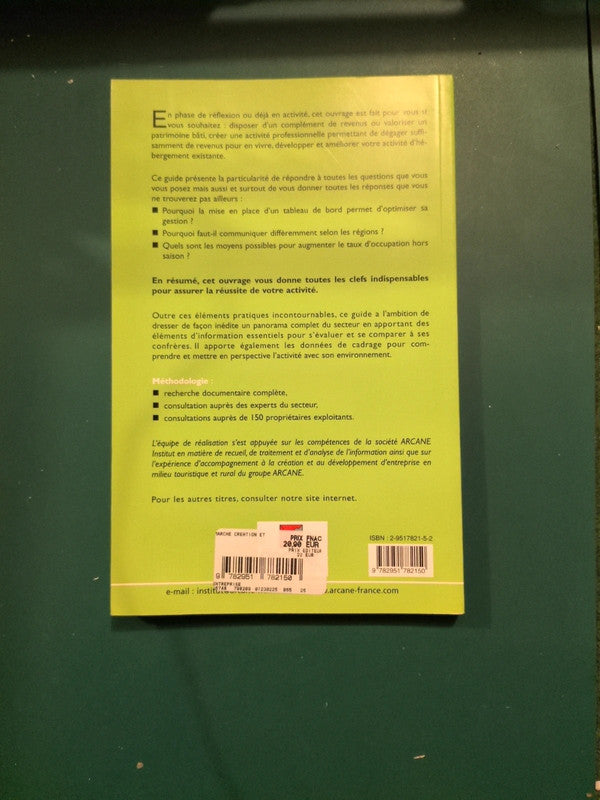 En phase de réflexion ou déjà en activité, cet ouvrage est fait pour vous si
vous souhaitez : disposer d'un complément de revenus ou valoriser un
patrimoine bâti, créer une activité professionnelle permettant de dégager suffi-
samment de revenus pour en vivre, développer et améliorer votre activité d'hé-
bergement existante.
Ce guide présente la particularité de répondre à toutes les questions que vous
vous posez mais aussi et surtout de vous donner toutes les réponses que vous
ne trouverez pas ailleurs :
■ Pourquoi la mise en place d'un tableau de bord permet d'optimiser sa
gestion ?
■ Pourquoi faut-il communiquer différemment selon les régions ?
■ Quels sont les moyens possibles pour augmenter le taux d'occupation hors
saison ?
En résumé, cet ouvrage vous donne toutes les clefs indispensables
pour assurer la réussite de votre activité.
Outre ces éléments pratiques incontournables, ce guide a l'ambition de
dresser de façon inédite un panorama complet du secteur en apportant des
éléments d'information essentiels pour s'évaluer et se comparer à ses
confrères. Il apporte également les données de cadrage pour com-
prendre et mettre en perspective l'activité avec son environnement.
Méthodologie :
■ recherche documentaire complète,
■ consultation auprès des experts du secteur,
■ consultations auprès de 150 propriétaires exploitants.
L'équipe de réalisation s'est appuyée sur les compétences de la société ARCANE
Institut en matière de recueil, de traitement et d'analyse de l'information ainsi que sur
l'expérience d'accompagnement à la création et au développement d'entreprise en
milieu touristique et rural du groupe ARCANE.
Pour les autres titres, consulter notre site internet.
MARCHE CREATION ET
PRIX FNAC
20,90 EUR
PRIX EDITEUR
22 EUR
9 782951 782150
ENTREPRISE
ISBN : 2-9517821-5-2
9 782951 782150
e-mail : institut
.arcane-france.com